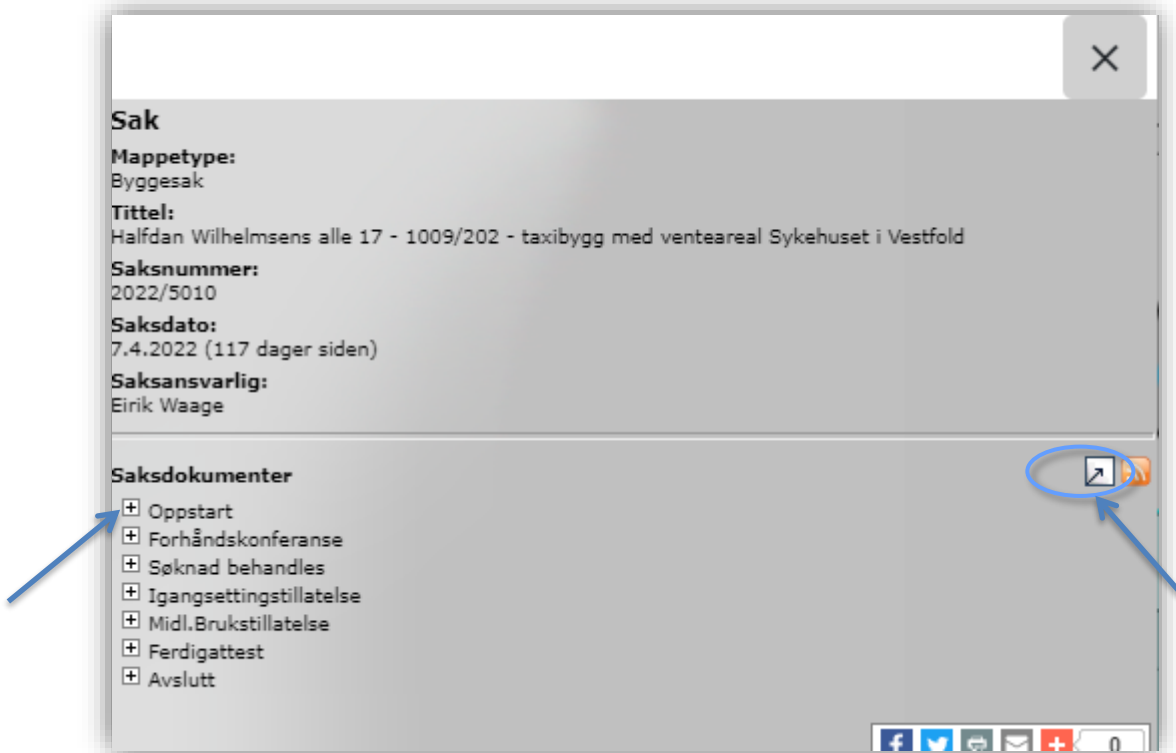 Sak
Mappetype:
Byggesak
Tittel:
Halfdan Wilhelmsens alle 17 - 1009/202 - taxibygg med venteareal Sykehuset i Vestfold
Saksnummer:
2022/5010
Saksdato:
7.4.2022 (117 dager siden)
Saksansvarlig:
Eirik Waage
Saksdokumenter
Oppstart
Forhåndskonferanse
Søknad behandles
Igangsettingstillatelse
Midl.Brukstillatelse
Ferdigattest
Avslutt
0